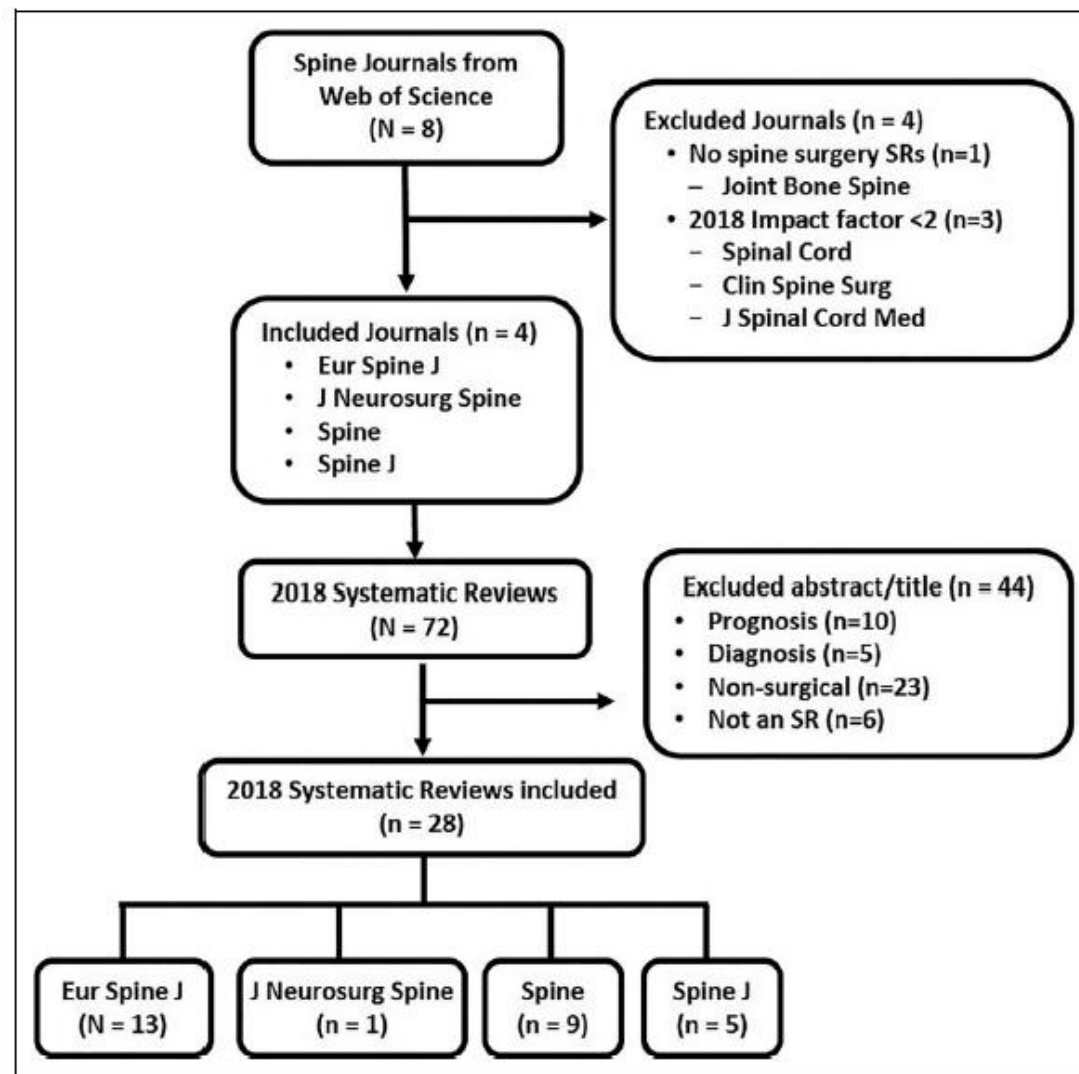 Spine Journals from
Web of Science
(N = 8)
Excluded Journals (n = 4)
• No spine surgery SRs (n=1)
– Joint Bone Spine
• 2018 Impact factor <2 (n=3)
– Spinal Cord
– Clin Spine Surg
– J Spinal Cord Med
Included Journals (n = 4)
• Eur Spine J
• J Neurosurg Spine
• Spine
• Spine J
2018 Systematic Reviews
(N = 72)
Excluded abstract/title (n = 44)
• Prognosis (n=10)
• Diagnosis (n=5)
• Non-surgical (n=23)
• Not an SR (n=6)
2018 Systematic Reviews included
(n = 28)
Eur Spine J
(N = 13)
J Neurosurg Spine
(n = 1)
Spine
(n = 9)
Spine J
(n = 5)